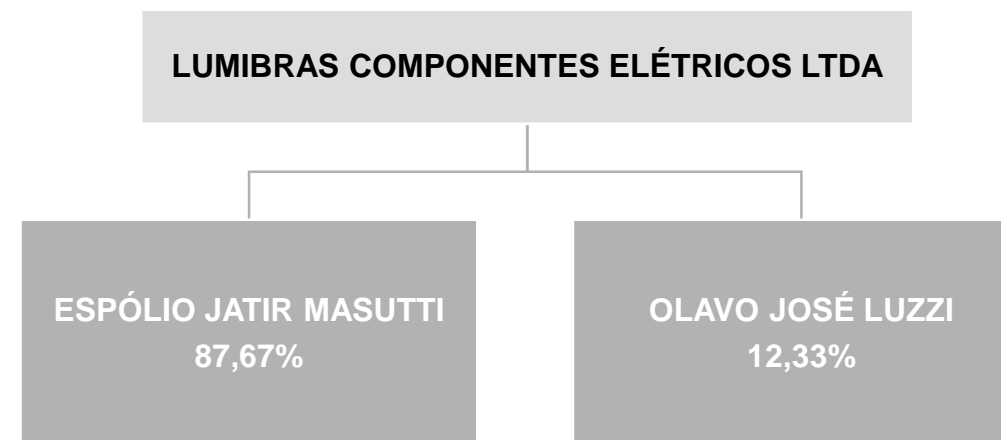 LUMIBRAS COMPONENTES ELÉTRICOS LTDA
ESPÓLIO JATIR MASUTTI
87,67%
OLAVO JOSÉ LUZZI
12,33%